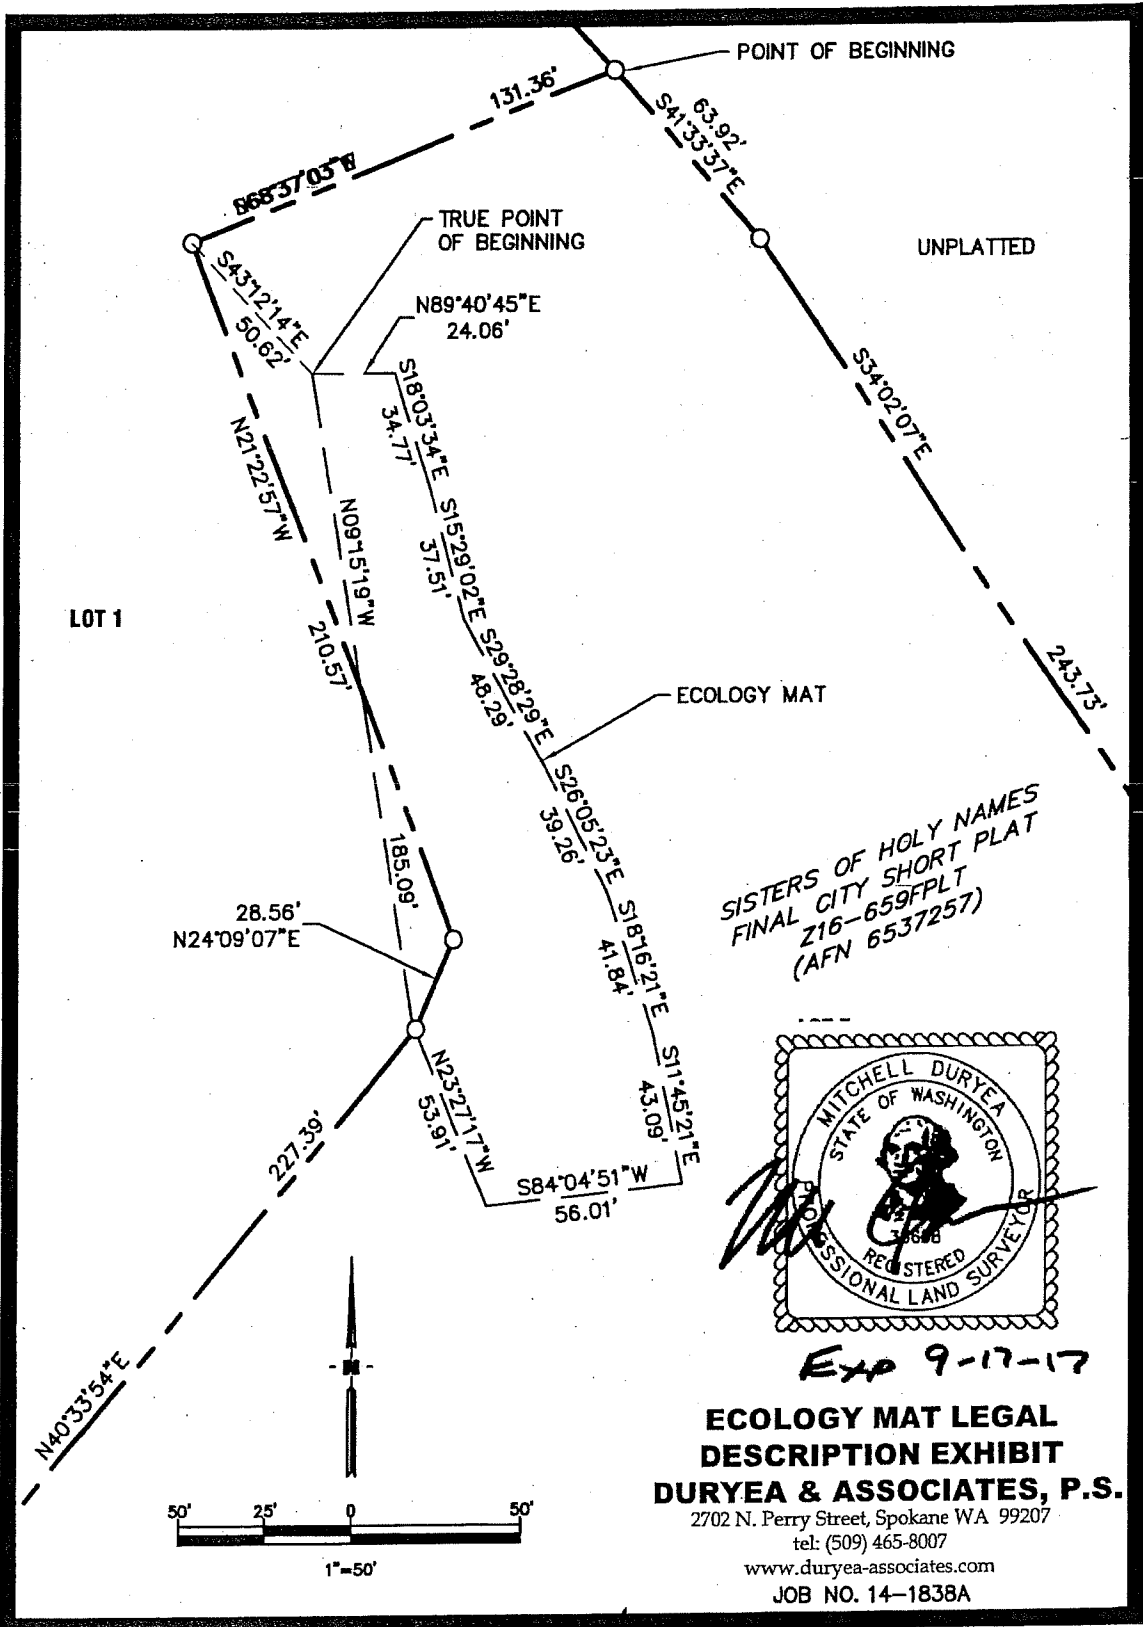 POINT OF BEGINNING
131.36'
63.92'
S41°33'37"E
TRUE POINT
OF BEGINNING
UNPLATTED
S43°12'14"E
50.62'
N89°40'45"E
24.06'
S18°03'34"E
34.77'
S34°02'07"E
N21°22'57"W
210.57'
N09°15'19"W
185.09'
S15°29'02"E
37.51'
LOT 1
S29°28'29"E
48.29'
ECOLOGY MAT
243.73'
S26°05'23"E
39.26'
SISTERS OF HOLY NAMES
FINAL CITY SHORT PLAT
Z16-659FPLT
(AFN 6537257)
28.56'
N24°09'07"E
S18°16'21"E
41.84'
S11°45'21"E
43.09'
N23°27'17"W
53.91'
S84°04'51"W
56.01'
227.39'
N40°33'54"E
MITCHELL DURYEA
STATE OF WASHINGTON
REGISTERED
PROFESSIONAL LAND SURVEYOR
Exp 9-17-17
N
50' 25' 0 50'
1"=50'
ECOLOGY MAT LEGAL
DESCRIPTION EXHIBIT
DURYEA & ASSOCIATES, P.S.
2702 N. Perry Street, Spokane WA 99207
tel: (509) 465-8007
www.duryea-associates.com
JOB NO. 14-1838A